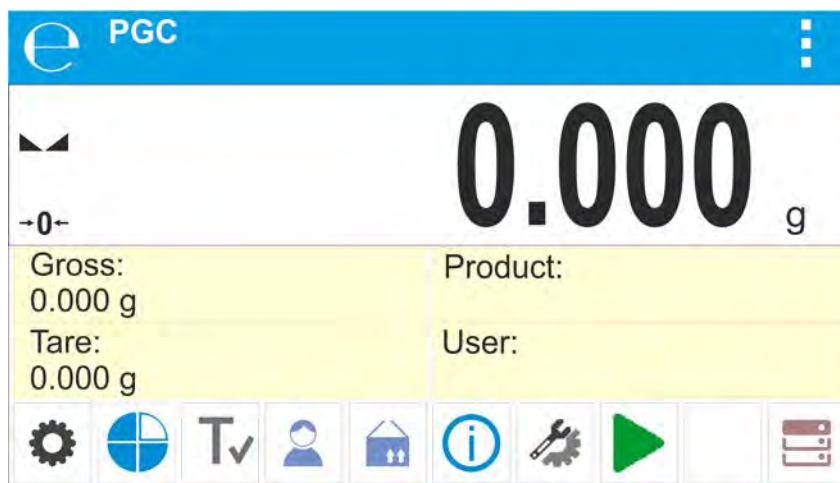 ℮ PGC
→0←
0.000 g
Gross:
0.000 g
Product:
Tare:
0.000 g
User:
T
i